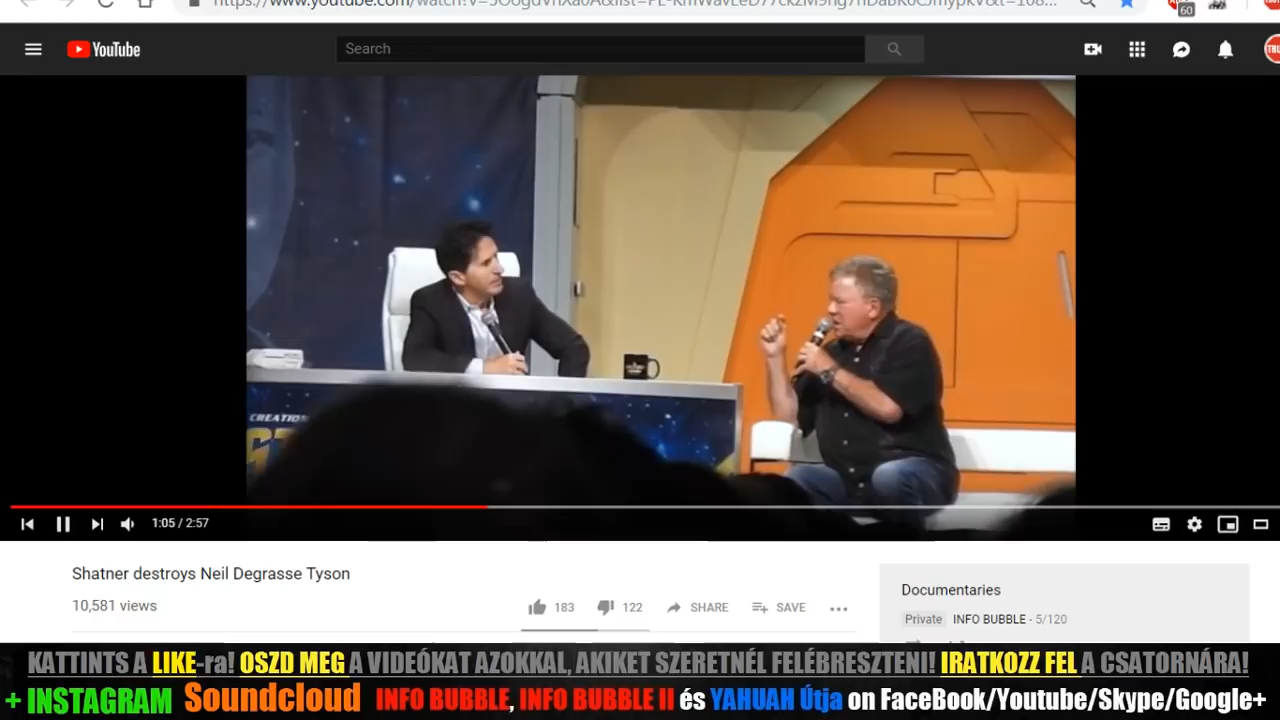 YouTube
Search
60
CREATION
1:05 / 2:57
Shatner destroys Neil Degrasse Tyson
10,581 views
183
122
SHARE
SAVE
Documentaries
Private INFO BUBBLE - 5/120
KATTINTS A LIKE-ra! OSZD MEG A VIDEÓKAT AZOKKAL, AKIKET SZERETNÉL FELÉBRESZTENI! IRATKOZZ FEL A CSATORNÁRA!
+ INSTAGRAM Soundcloud INFO BUBBLE, INFO BUBBLE II és YAHUAH Útja on FaceBook/Youtube/Skype/Google+